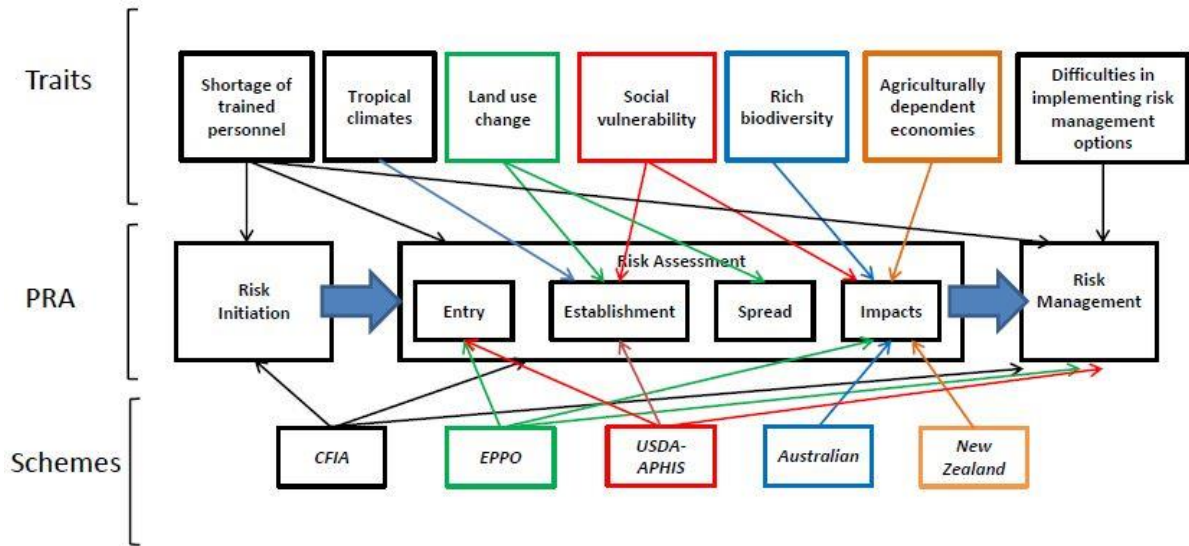 Traits
Shortage of
trained
personnel
Tropical
climates
Land use
change
Social
vulnerability
Rich
biodiversity
Agriculturally
dependent
economies
Difficulties in
implementing risk
management
options
PRA
Risk
Initiation
Risk Assessment
Entry
Establishment
Spread
Impacts
Risk
Management
Schemes
CFIA
EPPO
USDA-
APHIS
Australian
New
Zealand